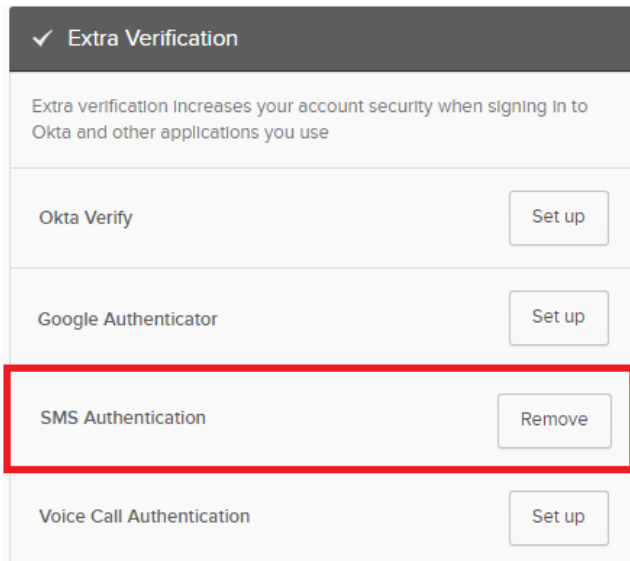 Extra Verification
Extra verification increases your account security when signing in to
Okta and other applications you use
Okta Verify
Set up
Google Authenticator
Set up
SMS Authentication
Remove
Voice Call Authentication
Set up